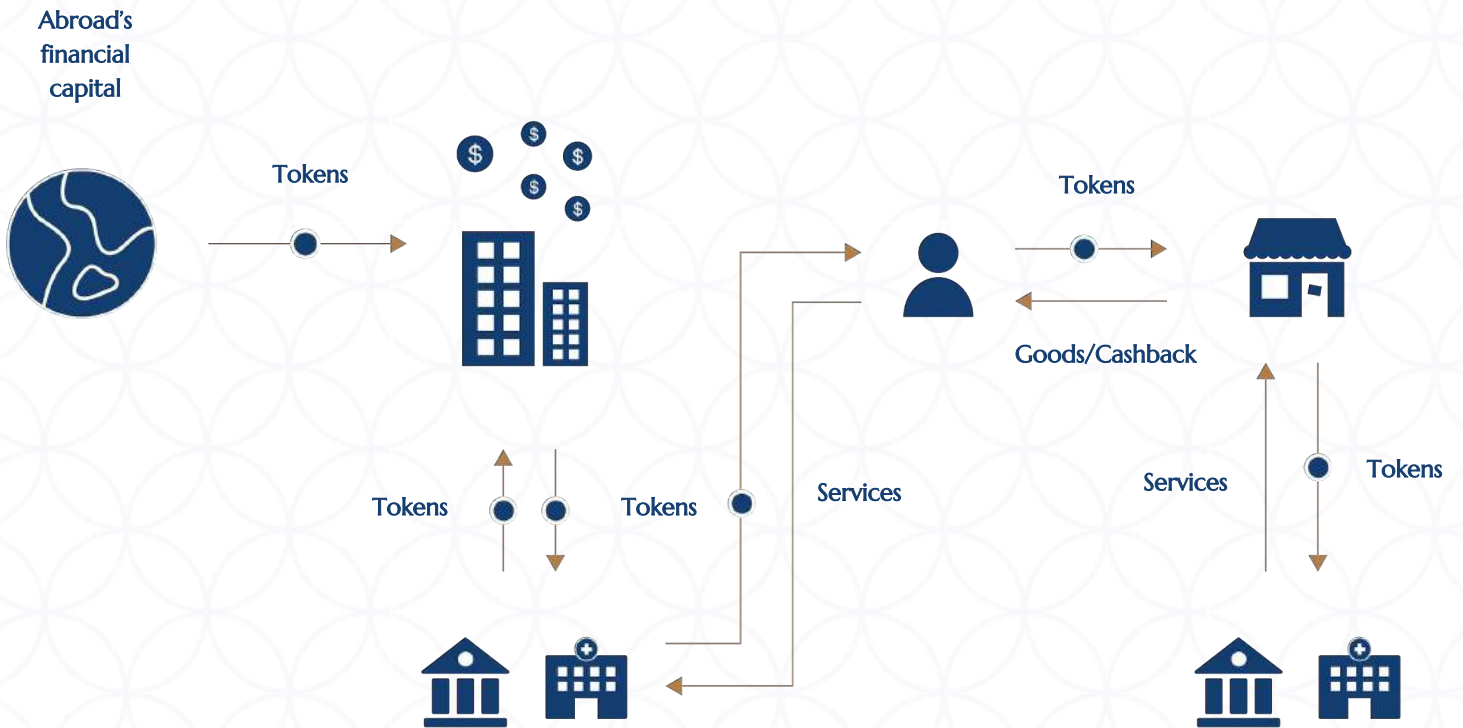 Abroad's
financial
capital
Tokens
$
$
$
$
$
Tokens
Goods/Cashback
Tokens
Tokens
Services
Services
Tokens